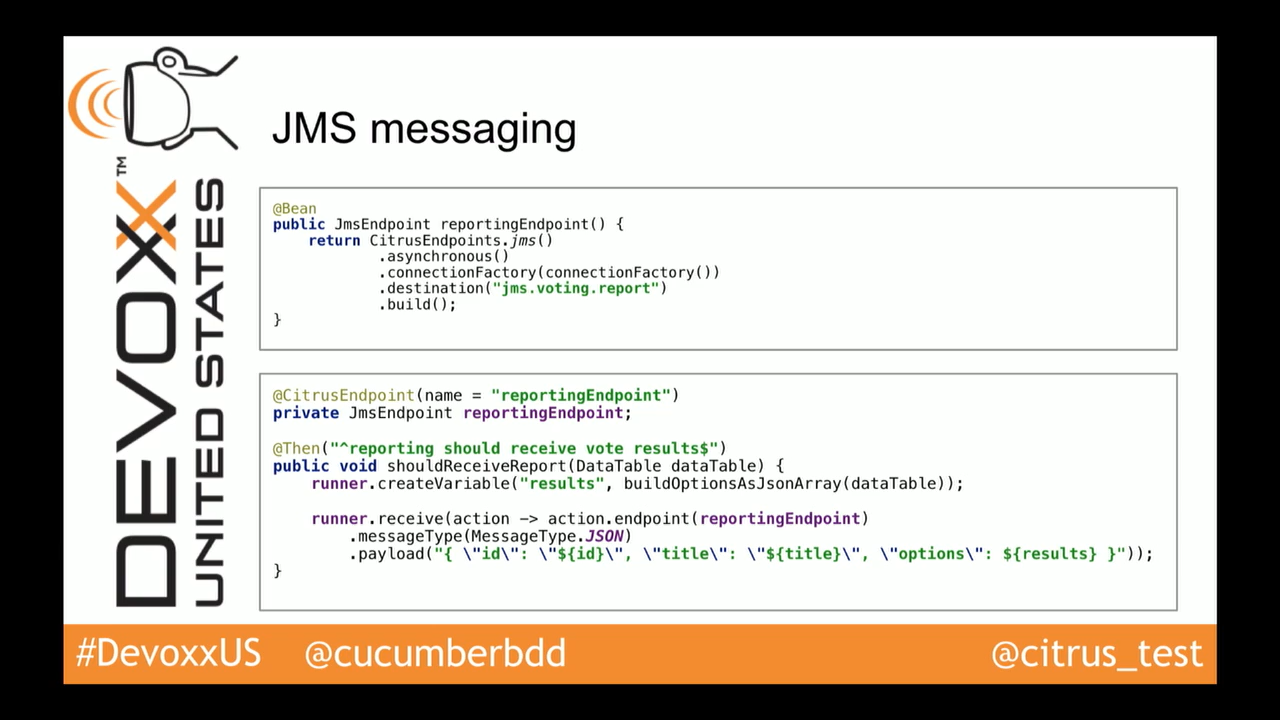 DEVOXX™
UNITED STATES
JMS messaging
@Bean
public JmsEndpoint reportingEndpoint() {
    return CitrusEndpoints.jms()
            .asynchronous()
            .connectionFactory(connectionFactory())
            .destination("jms.voting.report")
            .build();
}
@CitrusEndpoint(name = "reportingEndpoint")
private JmsEndpoint reportingEndpoint;
@Then("^reporting should receive vote results$")
public void shouldReceiveReport(DataTable dataTable) {
    runner.createVariable("results", buildOptionsAsJsonArray(dataTable));
    runner.receive(action -> action.endpoint(reportingEndpoint)
        .messageType(MessageType.JSON)
        .payload("{ \"id\": \"${id}\", \"title\": \"${title}\", \"options\": ${results} }"));
}
#DevoxxUS @cucumberbdd @citrus_test